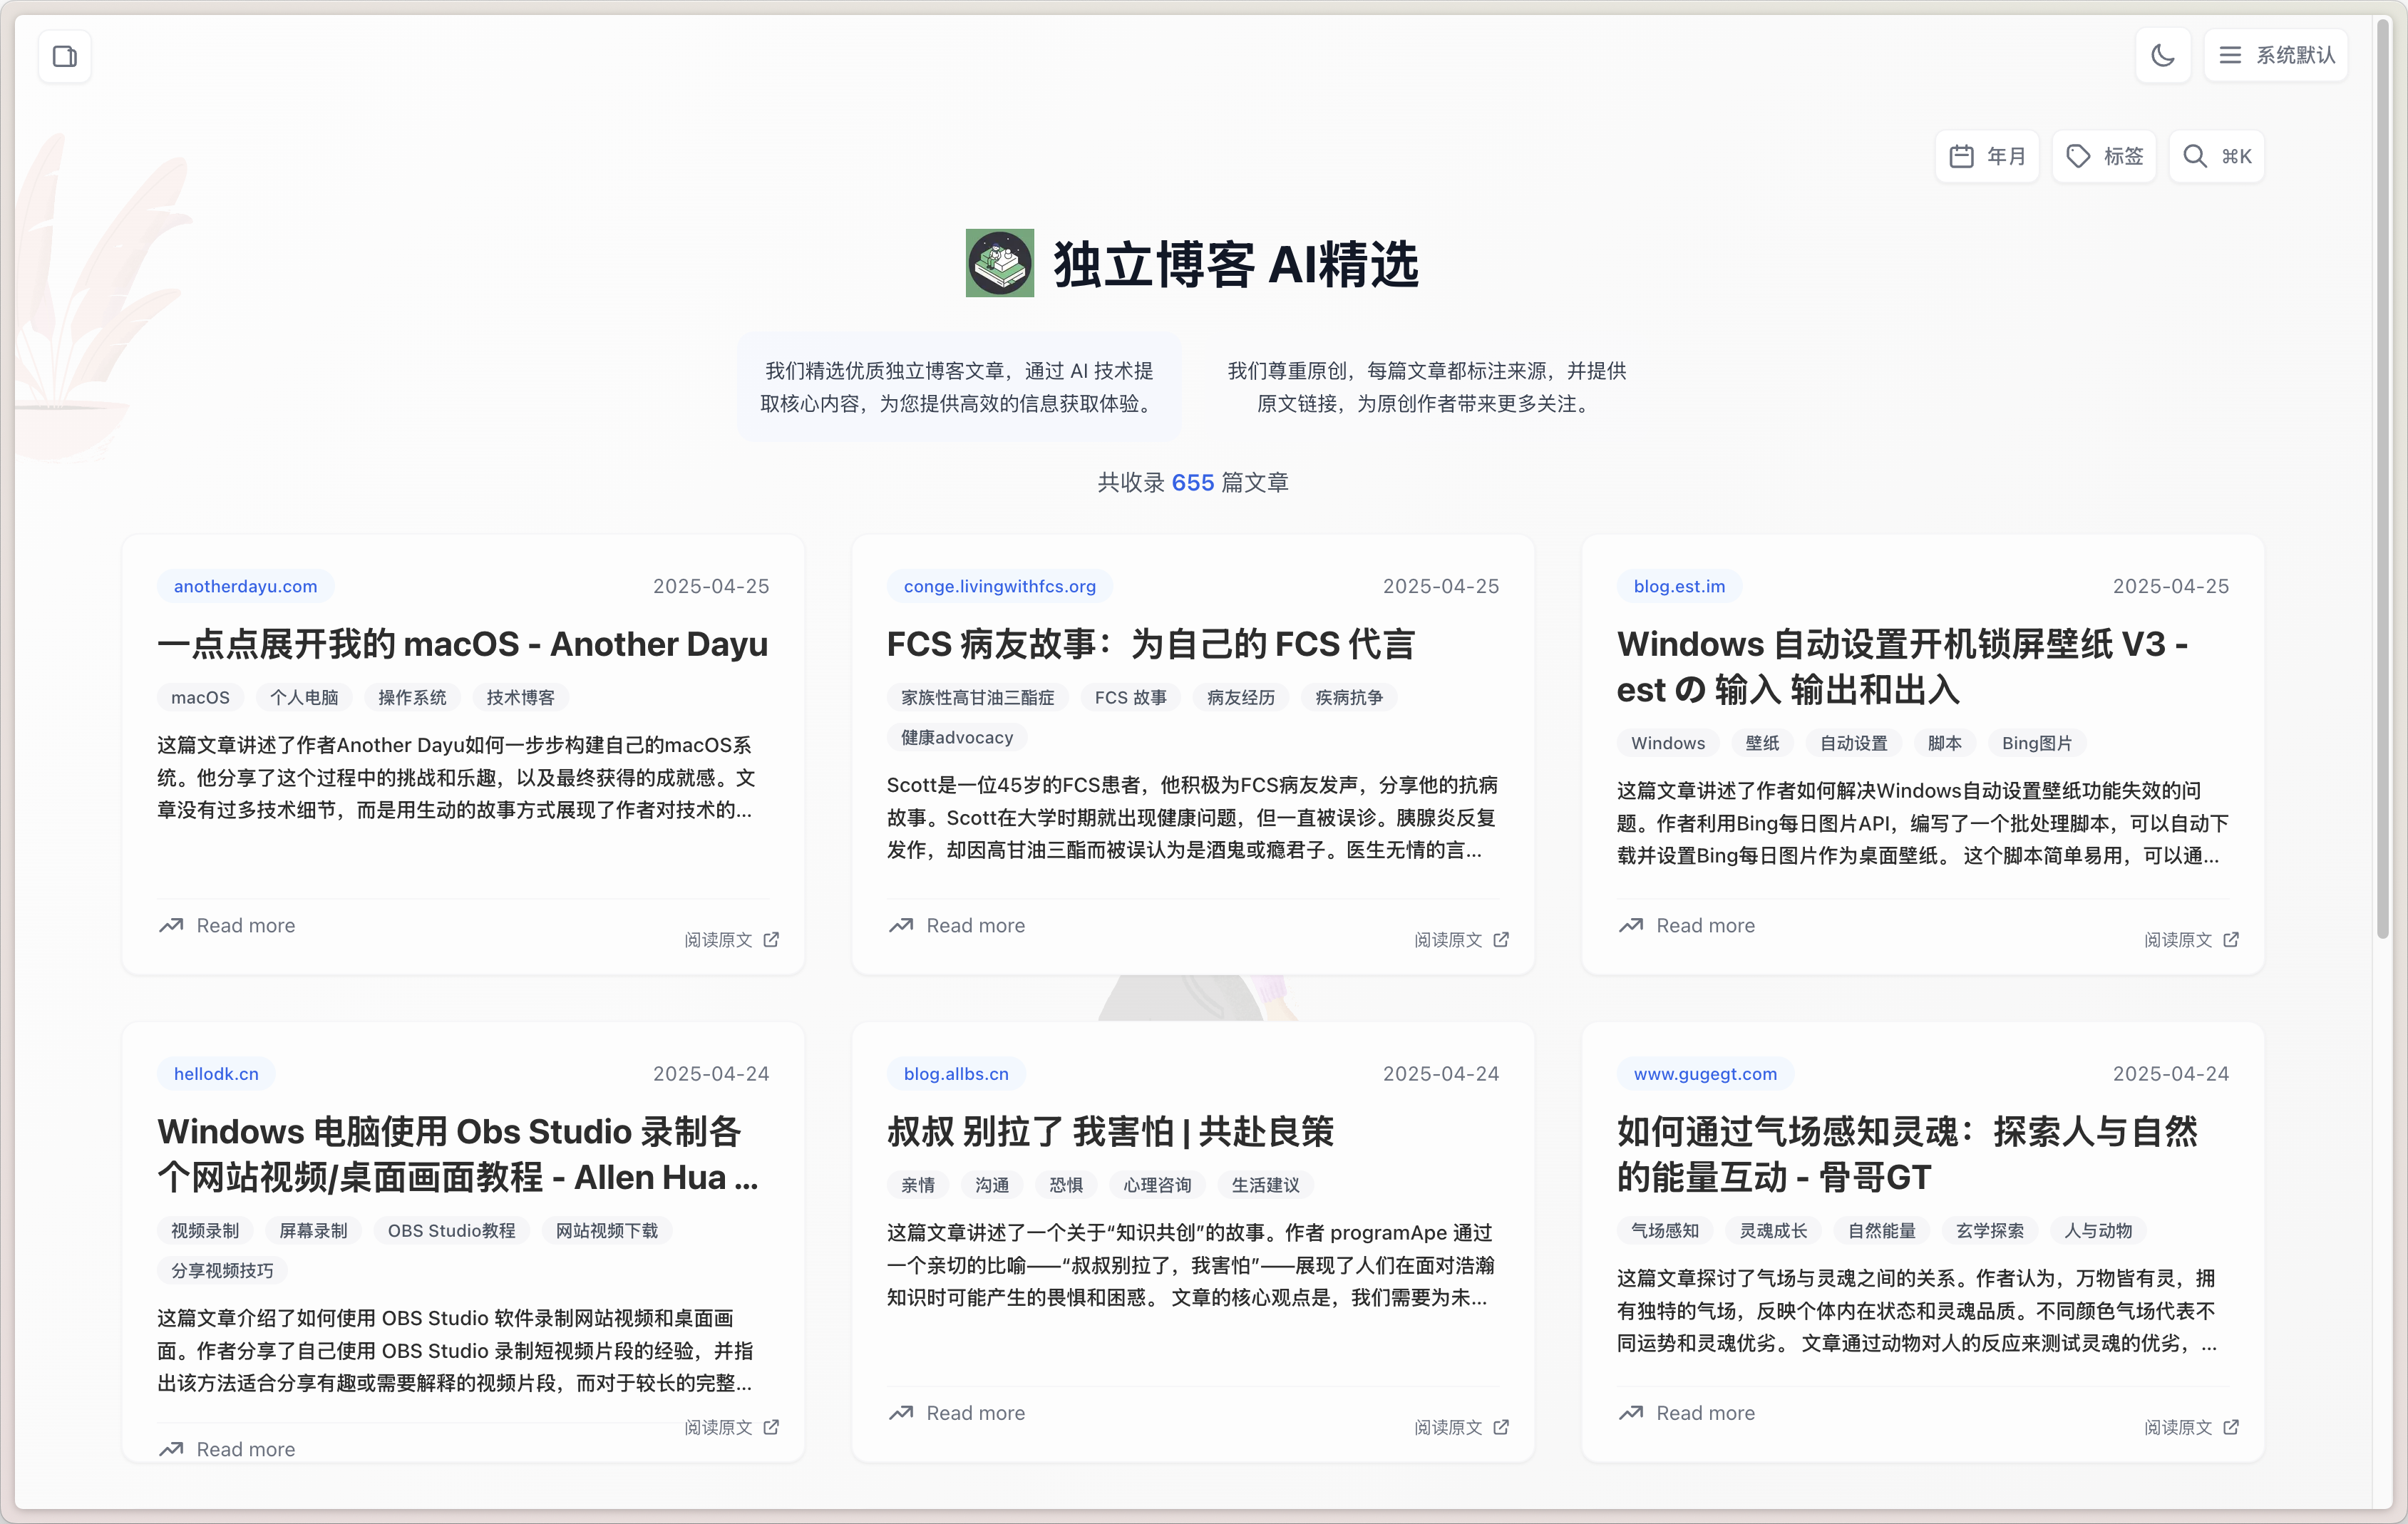 系统默认
年月
标签
⌘K
独立博客 AI精选
我们精选优质独立博客文章，通过 AI 技术提
取核心内容，为您提供高效的信息获取体验。
我们尊重原创，每篇文章都标注来源，并提供
原文链接，为原创作者带来更多关注。
共收录 655 篇文章
anotherdayu.com
2025-04-25
一点点展开我的 macOS - Another Dayu
macOS 个人电脑 操作系统 技术博客
这篇文章讲述了作者Another Dayu如何一步步构建自己的macOS系
统。他分享了这个过程中的挑战和乐趣，以及最终获得的成就感。文
章没有过多技术细节，而是用生动的故事方式展现了作者对技术的...
Read more
阅读原文
conge.livingwithfcs.org
2025-04-25
FCS 病友故事：为自己的 FCS 代言
家族性高甘油三酯症 FCS 故事 病友经历 疾病抗争
健康advocacy
Scott是一位45岁的FCS患者，他积极为FCS病友发声，分享他的抗病
故事。Scott在大学时期就出现健康问题，但一直被误诊。胰腺炎反复
发作，却因高甘油三酯而被误认为是酒鬼或瘾君子。医生无情的言...
Read more
阅读原文
blog.est.im
2025-04-25
Windows 自动设置开机锁屏壁纸 V3 -
est の 输入 输出和出入
Windows 壁纸 自动设置 脚本 Bing图片
这篇文章讲述了作者如何解决Windows自动设置壁纸功能失效的问
题。作者利用Bing每日图片API，编写了一个批处理脚本，可以自动下
载并设置Bing每日图片作为桌面壁纸。 这个脚本简单易用，可以通...
Read more
阅读原文
hellodk.cn
2025-04-24
Windows 电脑使用 Obs Studio 录制各
个网站视频/桌面画面教程 - Allen Hua ...
视频录制 屏幕录制 OBS Studio教程 网站视频下载
分享视频技巧
这篇文章介绍了如何使用 OBS Studio 软件录制网站视频和桌面画
面。作者分享了自己使用 OBS Studio 录制短视频片段的经验，并指
出该方法适合分享有趣或需要解释的视频片段，而对于较长的完整...
阅读原文
Read more
blog.allbs.cn
2025-04-24
叔叔 别拉了 我害怕 | 共赴良策
亲情 沟通 恐惧 心理咨询 生活建议
这篇文章讲述了一个关于“知识共创”的故事。作者 programApe 通过
一个亲切的比喻——“叔叔别拉了，我害怕”——展现了人们在面对浩瀚
知识时可能产生的畏惧和困惑。 文章的核心观点是，我们需要为未...
Read more
阅读原文
www.gugegt.com
2025-04-24
如何通过气场感知灵魂：探索人与自然
的能量互动 - 骨哥GT
气场感知 灵魂成长 自然能量 玄学探索 人与动物
这篇文章探讨了气场与灵魂之间的关系。作者认为，万物皆有灵，拥
有独特的气场，反映个体内在状态和灵魂品质。不同颜色气场代表不
同运势和灵魂优劣。 文章通过动物对人的反应来测试灵魂的优劣，...
Read more
阅读原文